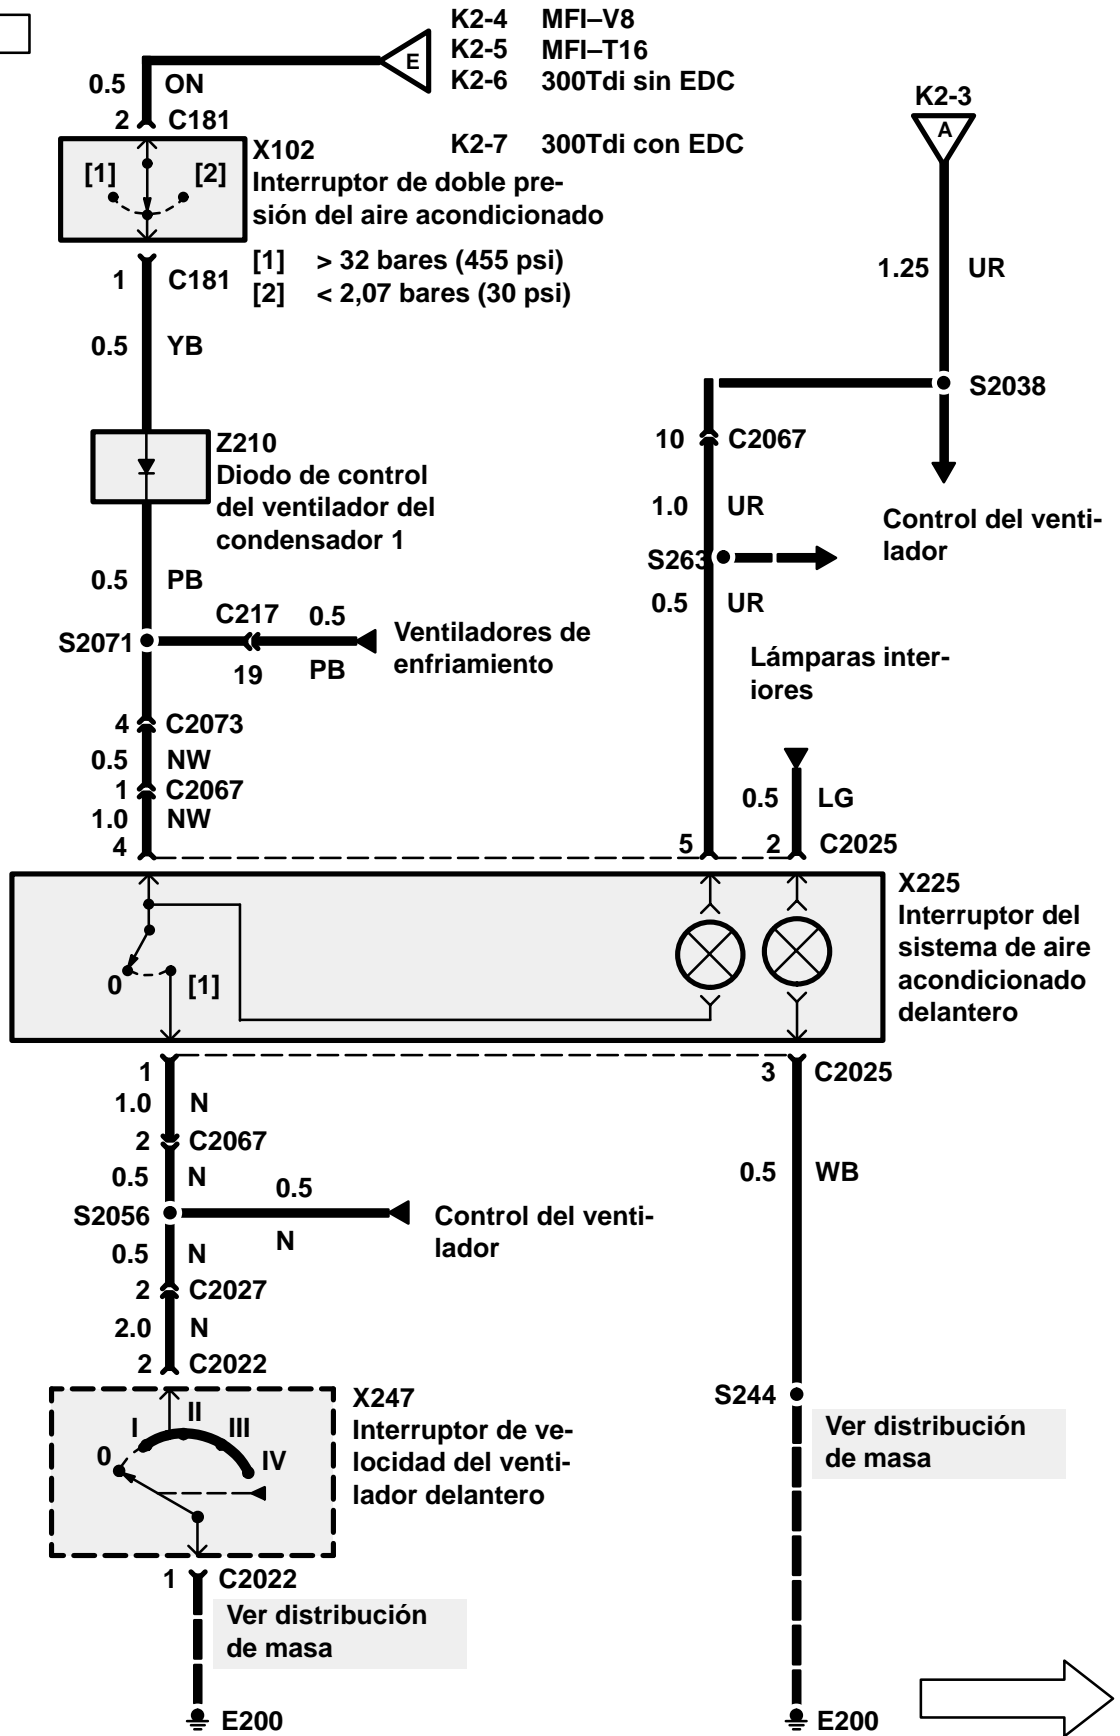 K2-4 MFI–V8
K2-5 MFI–T16
K2-6 300Tdi sin EDC
K2-7 300Tdi con EDC
E
K2-3
A
0.5 ON
2 C181
X102
Interruptor de doble pre-
sión del aire acondicionado
[1] [2]
[1] > 32 bares (455 psi)
[2] < 2,07 bares (30 psi)
1 C181
0.5 YB
1.25 UR
S2038
Z210
Diodo de control
del ventilador del
condensador 1
10 C2067
1.0 UR
Control del venti-
lador
S263
0.5 UR
0.5 PB
C217 0.5
S2071
19 PB
Ventiladores de
enfriamiento
Lámparas inter-
iores
4 C2073
0.5 NW
1 C2067
1.0 NW
4
0.5 LG
5 2 C2025
X225
Interruptor del
sistema de aire
acondicionado
delantero
0 [1]
1
3 C2025
1.0 N
2 C2067
0.5 N
0.5
S2056
N
Control del venti-
lador
0.5 WB
0.5 N
2 C2027
2.0 N
2 C2022
X247
Interruptor de ve-
locidad del venti-
lador delantero
0 I II III IV
S244
Ver distribución
de masa
1 C2022
Ver distribución
de masa
E200
E200